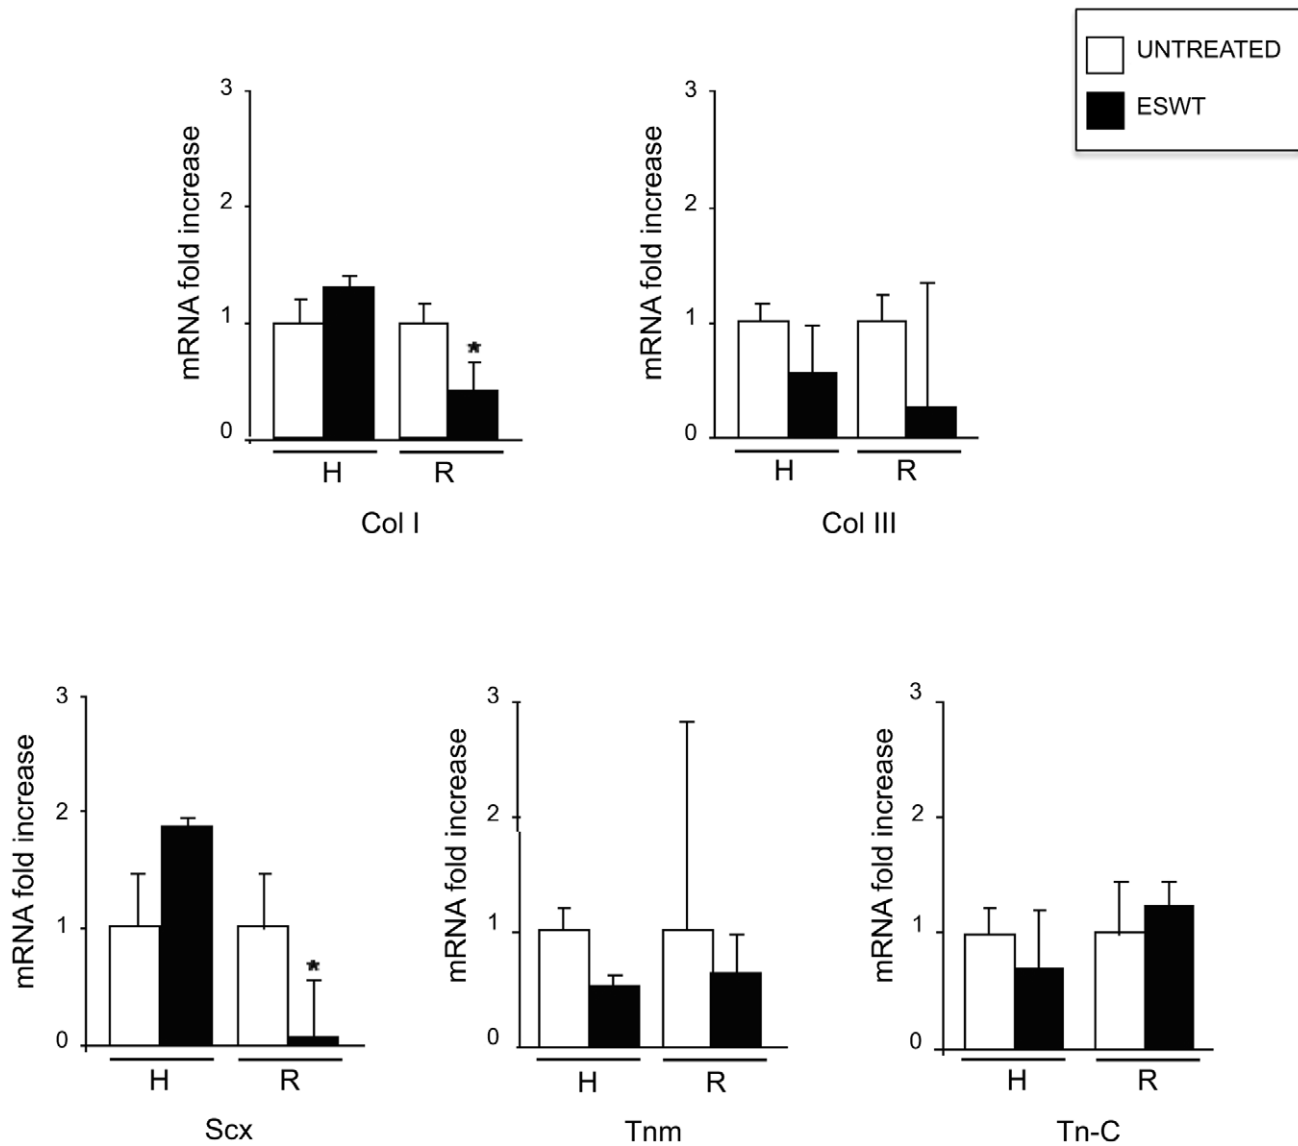 UNTREATED
ESWT
mRNA fold increase
3
2
1
0
*
H R
Col I
mRNA fold increase
3
2
1
0
H R
Col III
mRNA fold increase
3
2
1
0
*
H R
Scx
mRNA fold increase
3
2
1
0
H R
Tnm
mRNA fold increase
3
2
1
0
H R
Tn-C